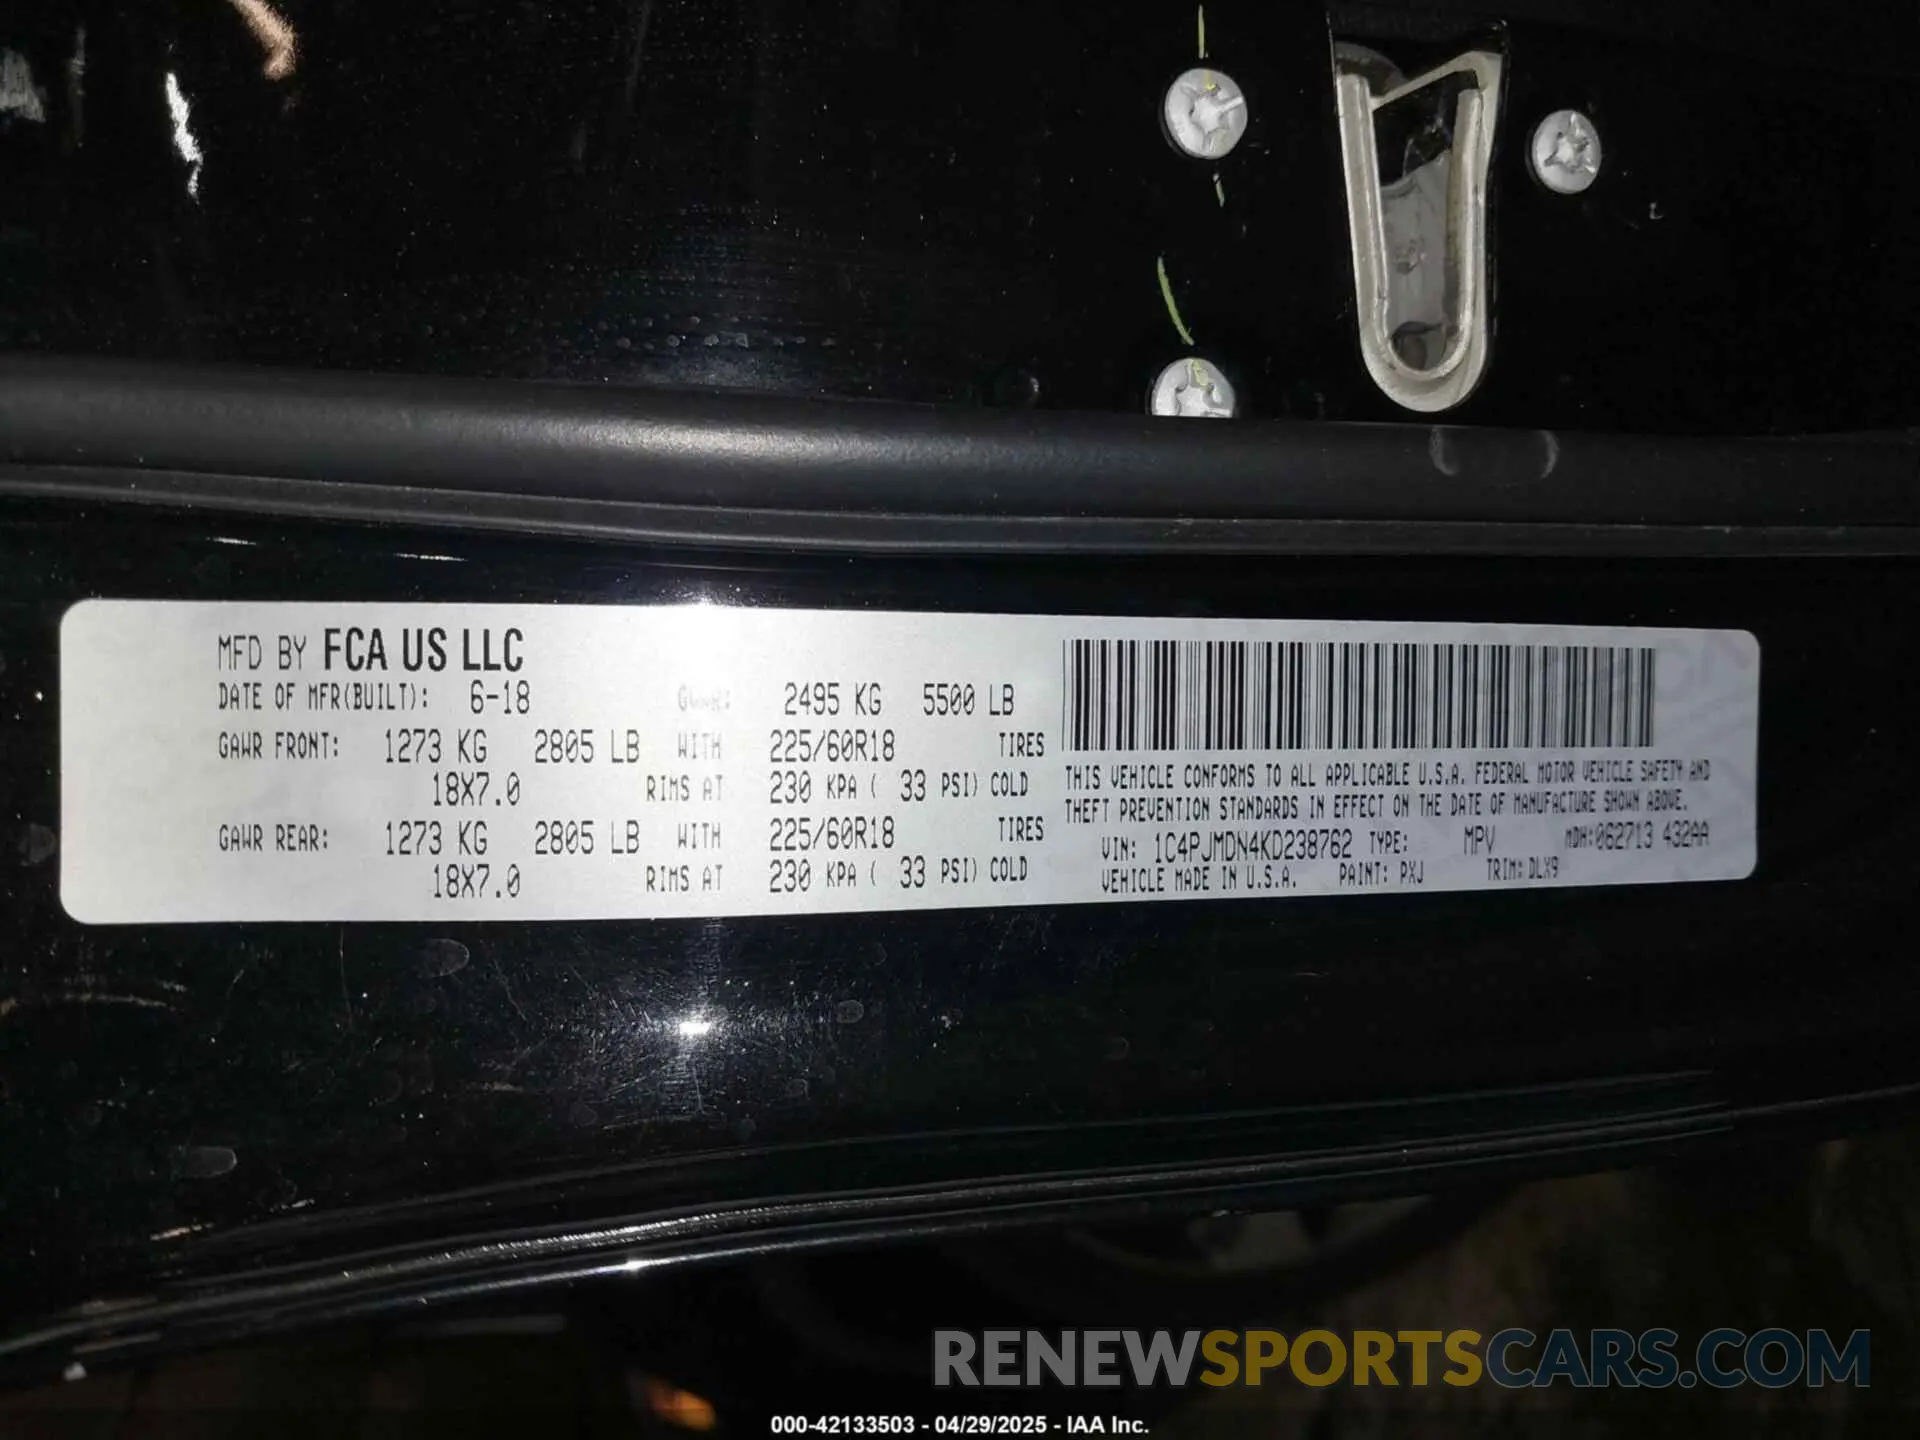 MFD BY FCA US LLC
DATE OF MFR(BUILT): 6-18 GVWR: 2495 KG 5500 LB
GAWR FRONT: 1273 KG 2805 LB WITH 225/60R18 TIRES
18X7.0 RIMS AT 230 KPA ( 33 PSI) COLD
GAWR REAR: 1273 KG 2805 LB WITH 225/60R18 TIRES
18X7.0 RIMS AT 230 KPA ( 33 PSI) COLD
THIS VEHICLE CONFORMS TO ALL APPLICABLE U.S.A. FEDERAL MOTOR VEHICLE SAFETY AND
THEFT PREVENTION STANDARDS IN EFFECT ON THE DATE OF MANUFACTURE SHOWN ABOVE.
VIN: 1C4PJMDN4KD238762 TYPE: MPV MDH:062713 432AA
VEHICLE MADE IN U.S.A. PAINT: PXJ TRIM: DLX9
RENEWSPORTSCARS.COM
000-42133503 - 04/29/2025 - IAA Inc.